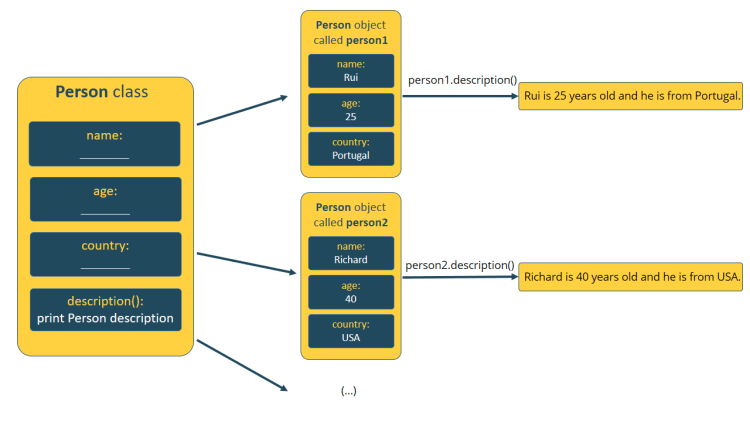 Person class
name:
________
age:
________
country:
________
description():
print Person description
Person object
called person1
name:
Rui
age:
25
country:
Portugal
person1.description()
Rui is 25 years old and he is from Portugal.
Person object
called person2
name:
Richard
age:
40
country:
USA
person2.description()
Richard is 40 years old and he is from USA.
(...)